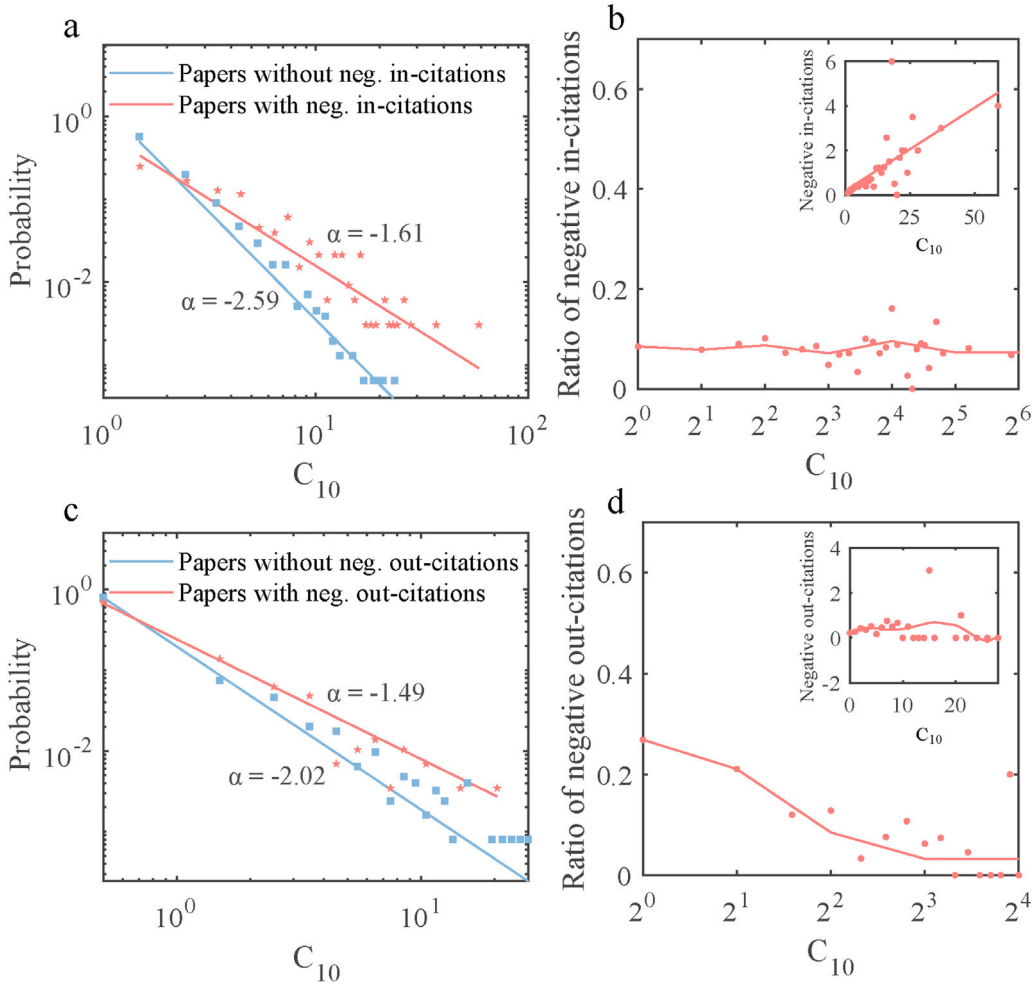 a
Papers without neg. in-citations
Papers with neg. in-citations
α = -1.61
α = -2.59
Probability
10^0
10^-2
10^0 10^1 10^2
C_10
b
Ratio of negative in-citations
0.6
0.4
0.2
0
2^0 2^1 2^2 2^3 2^4 2^5 2^6
C_10
Negative in-citations
6
4
2
0
0 25 50
C_10
c
Papers without neg. out-citations
Papers with neg. out-citations
α = -1.49
α = -2.02
Probability
10^0
10^-2
10^0 10^1
C_10
d
Ratio of negative out-citations
0.6
0.4
0.2
0
2^0 2^1 2^2 2^3 2^4
C_10
Negative out-citations
4
2
0
-2
0 10 20
C_10